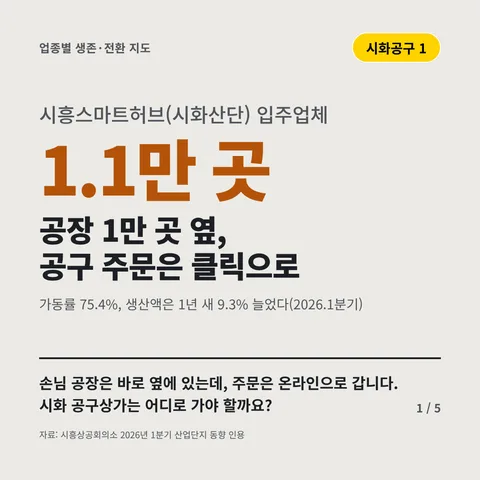 업종별 생존·전환 지도
시화공구 1
시흥스마트허브(시화산단) 입주업체
1.1만 곳
공장 1만 곳 옆,
공구 주문은 클릭으로
가동률 75.4%, 생산액은 1년 새 9.3% 늘었다(2026.1분기)
손님 공장은 바로 옆에 있는데, 주문은 온라인으로 갑니다.
시화 공구상가는 어디로 가야 할까요?
1 / 5
자료: 시흥상공회의소 2026년 1분기 산업단지 동향 인용